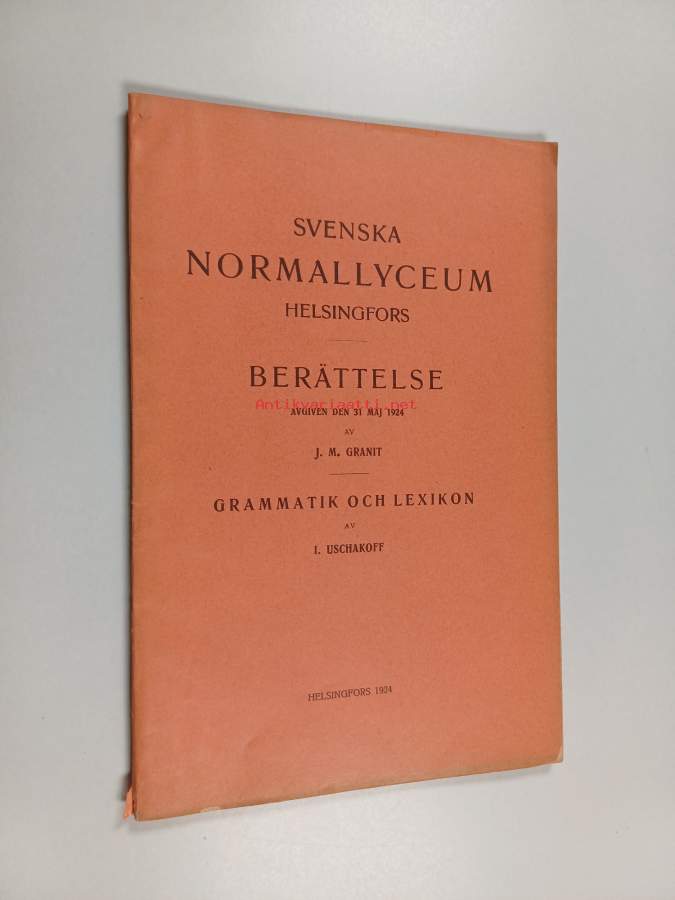 SVENSKA
NORMALLYCEUM
HELSINGFORS
BERÄTTELSE
Antikvariaatti.net
AVGIVEN DEN 31 MAJ 1924
AV
J. M. GRANIT
GRAMMATIK OCH LEXIKON
AV
I. USCHAKOFF
HELSINGFORS 1924